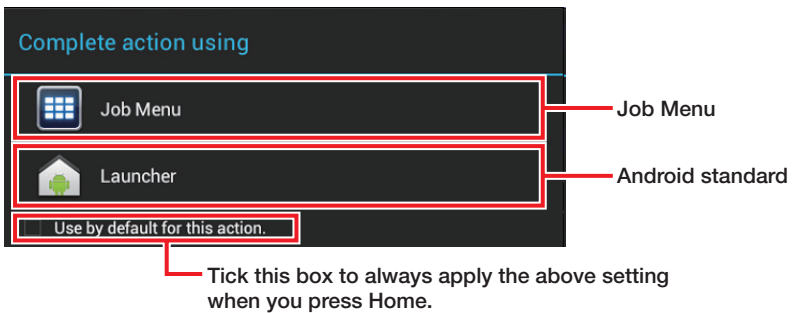 Complete action using
Job Menu
Job Menu
Launcher
Android standard
Use by default for this action.
Tick this box to always apply the above setting
when you press Home.